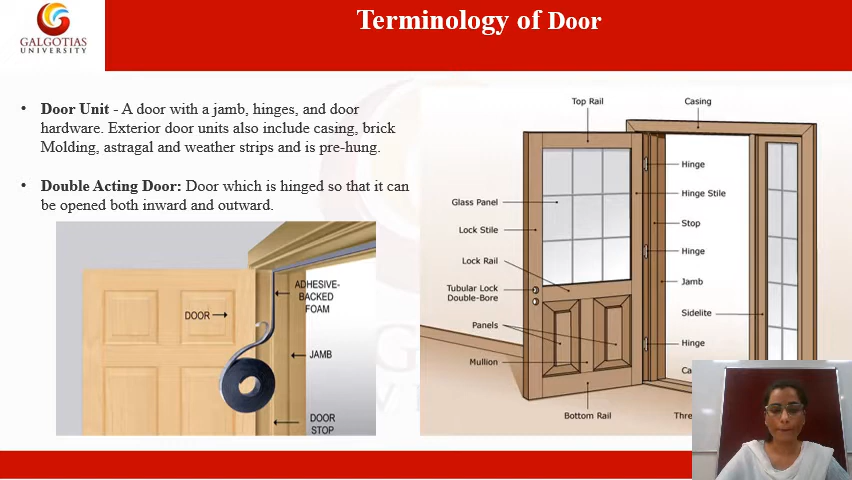 GALGOTIAS
UNIVERSITY
Terminology of Door
• Door Unit - A door with a jamb, hinges, and door
hardware. Exterior door units also include casing, brick
Molding, astragal and weather strips and is pre-hung.
• Double Acting Door: Door which is hinged so that it can
be opened both inward and outward.
DOOR
ADHESIVE-
BACKED
FOAM
JAMB
DOOR
STOP
Top Rail
Casing
Hinge
Hinge Stile
Glass Panel
Stop
Lock Stile
Hinge
Lock Rail
Jamb
Tubular Lock
Double-Bore
Sidelite
Panels
Hinge
Mullion
Ca
Bottom Rail
Thre